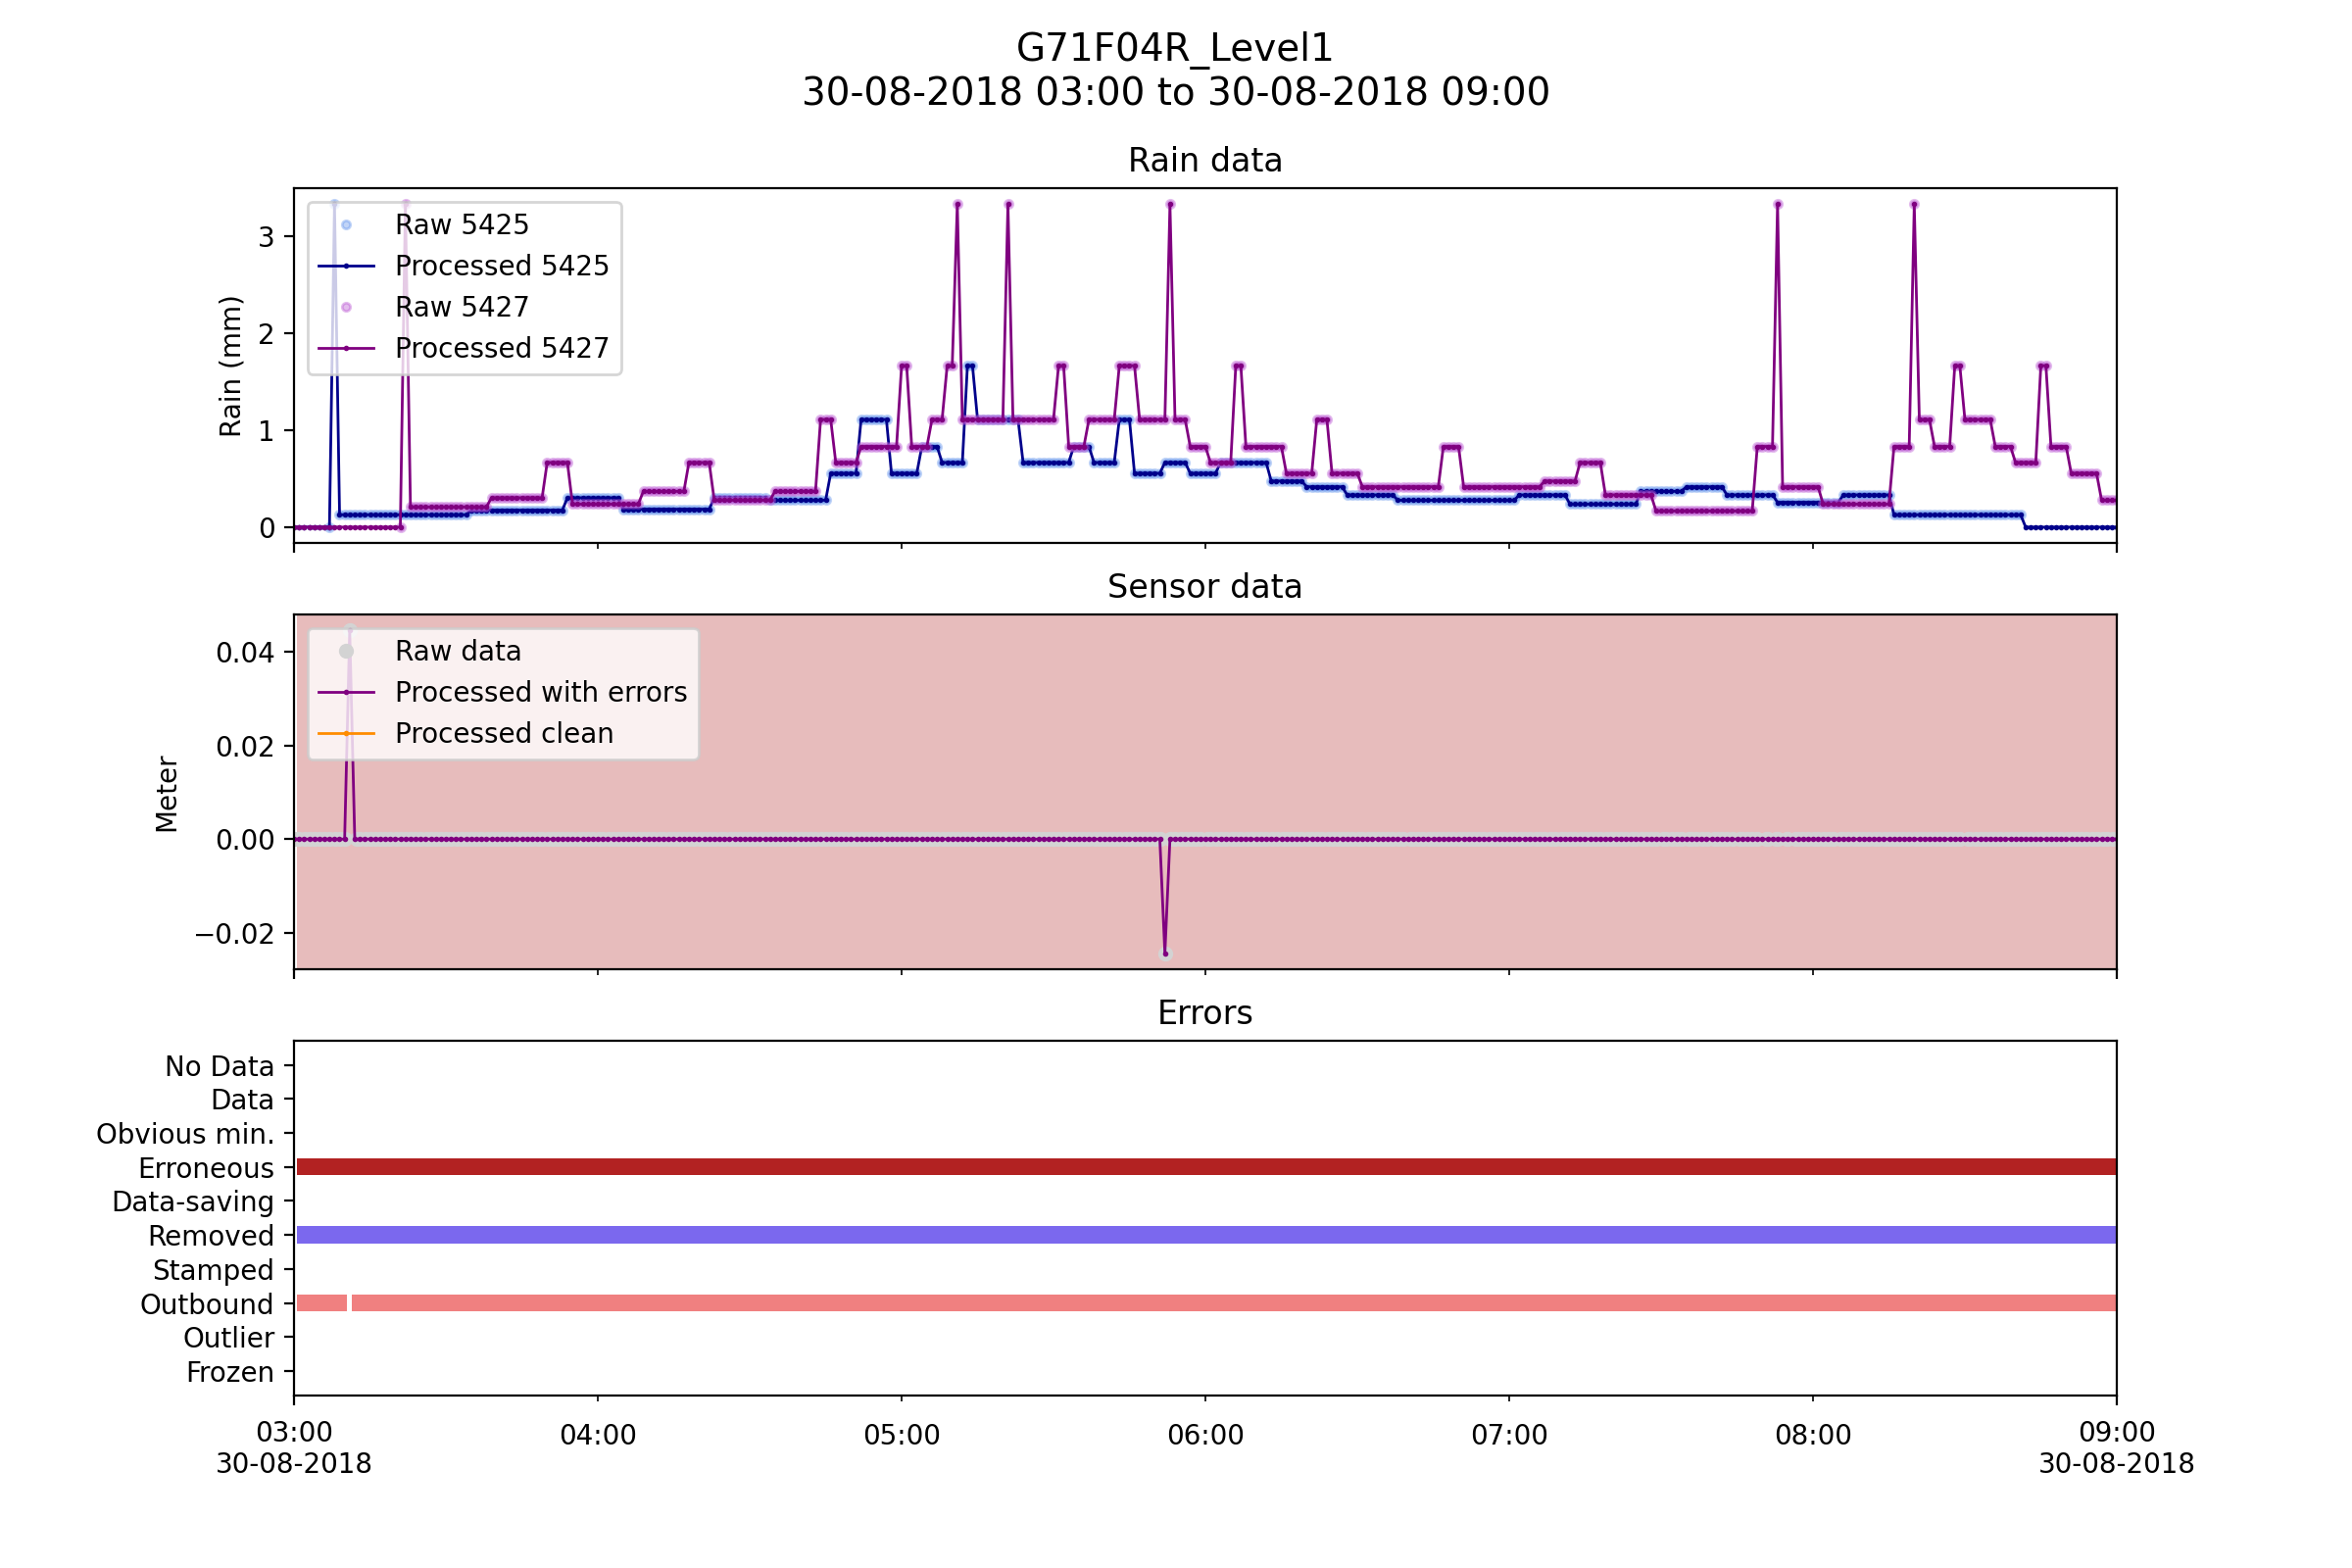 G71F04R_Level1
30-08-2018 03:00 to 30-08-2018 09:00
Rain data
Rain (mm)
3
2
1
0
Raw 5425
Processed 5425
Raw 5427
Processed 5427
Sensor data
Meter
0.04
0.02
0.00
−0.02
Raw data
Processed with errors
Processed clean
Errors
No Data
Data
Obvious min.
Erroneous
Data-saving
Removed
Stamped
Outbound
Outlier
Frozen
03:00 04:00 05:00 06:00 07:00 08:00 09:00
30-08-2018 30-08-2018